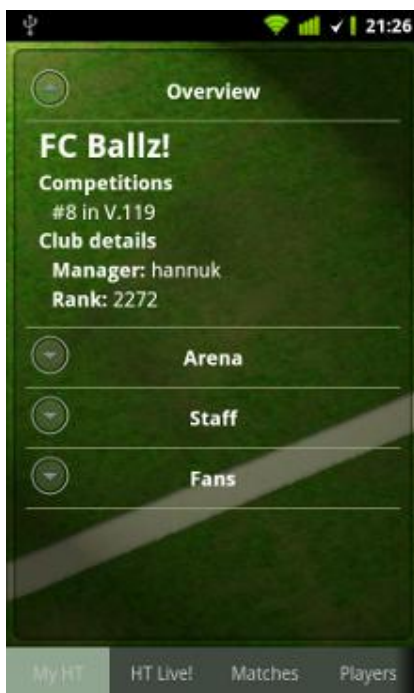 21:26
Overview
FC Ballz!
Competitions
#8 in V.119
Club details
Manager: hannuk
Rank: 2272
Arena
Staff
Fans
My HT
HT Live!
Matches
Players